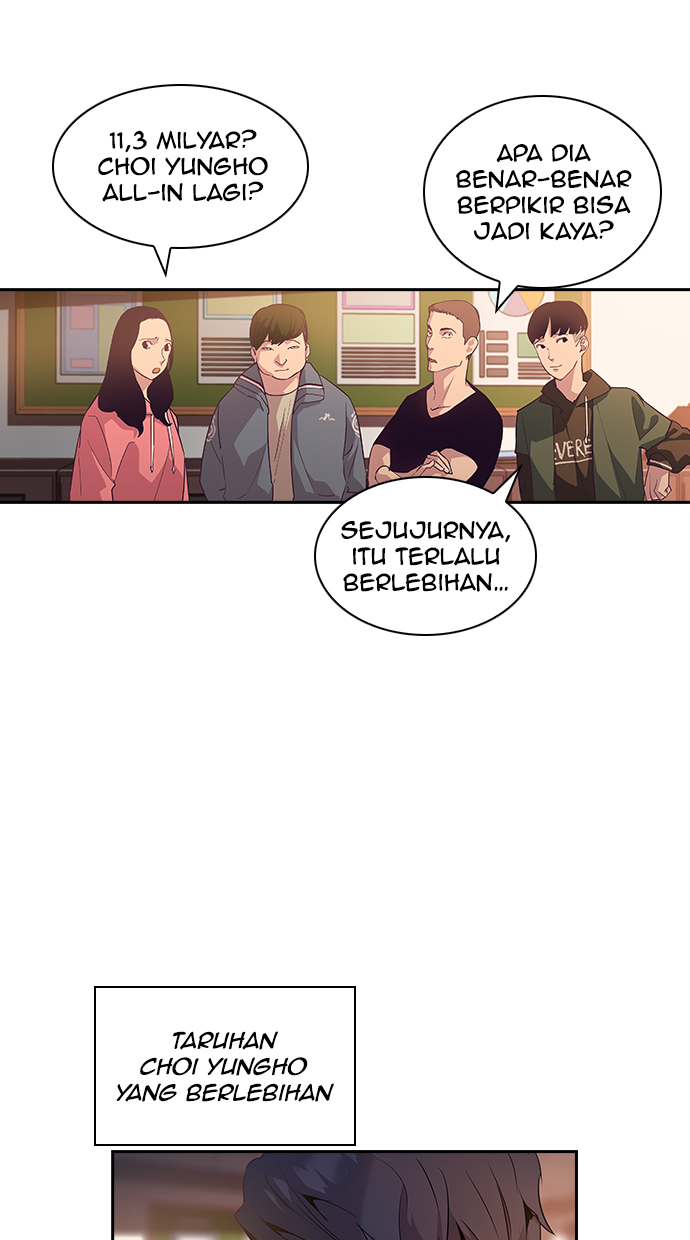 11,3 MILYAR?
CHOI YUNGHO
ALL-IN LAGI?
APA DIA
BENAR-BENAR
BERPIKIR BISA
JADI KAYA?
EVERE
SEJUJURNYA,
ITU TERLALU
BERLEBIHAN...
TARUHAN
CHOI YUNGHO
YANG BERLEBIHAN